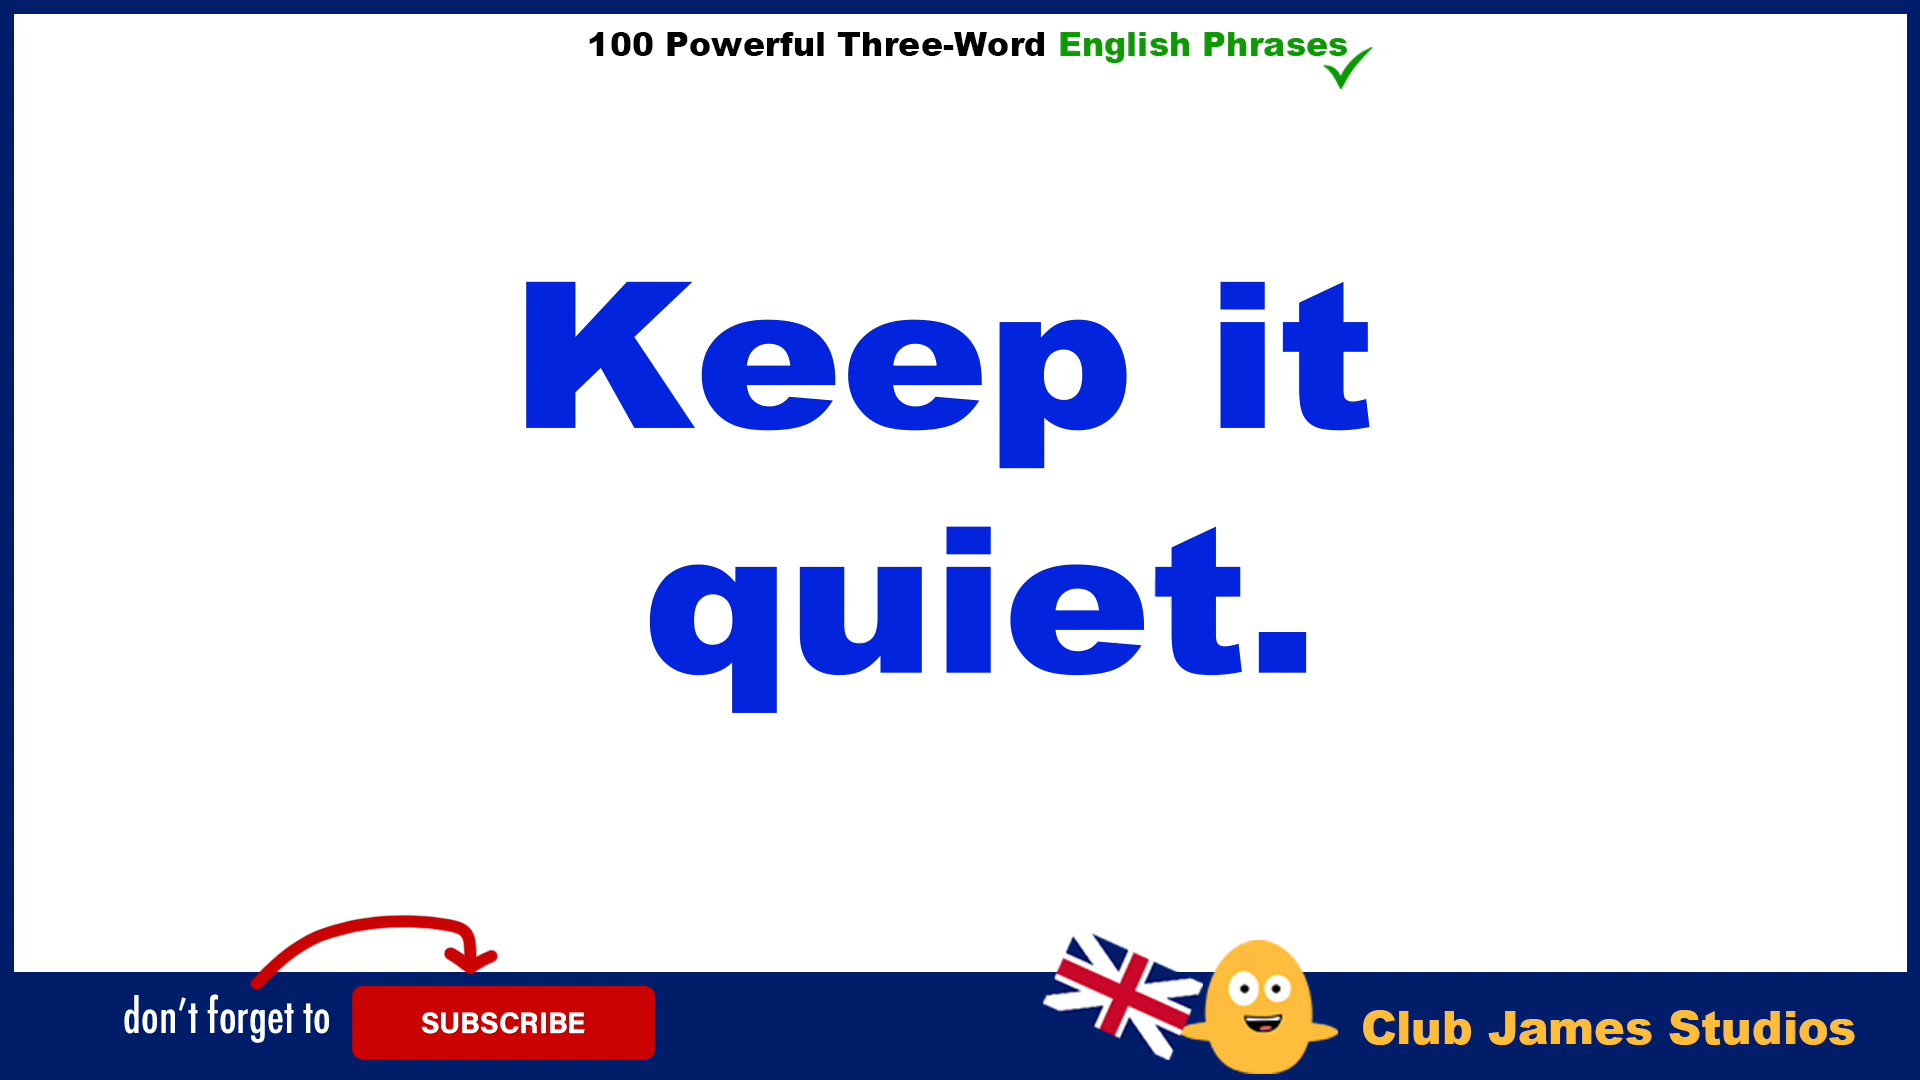 100 Powerful Three-Word English Phrases
Keep it
quiet.
don't forget to
SUBSCRIBE
Club James Studios